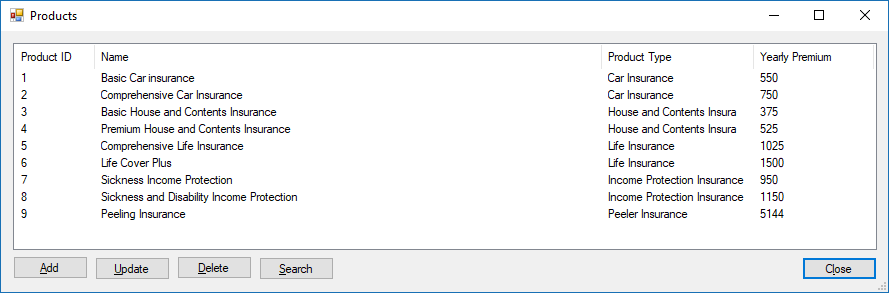 Products
Product ID Name Product Type Yearly Premium
1 Basic Car insurance Car Insurance 550
2 Comprehensive Car Insurance Car Insurance 750
3 Basic House and Contents Insurance House and Contents Insura 375
4 Premium House and Contents Insurance House and Contents Insura 525
5 Comprehensive Life Insurance Life Insurance 1025
6 Life Cover Plus Life Insurance 1500
7 Sickness Income Protection Income Protection Insurance 950
8 Sickness and Disability Income Protection Income Protection Insurance 1150
9 Peeling Insurance Peeler Insurance 5144
Add Update Delete Search Close